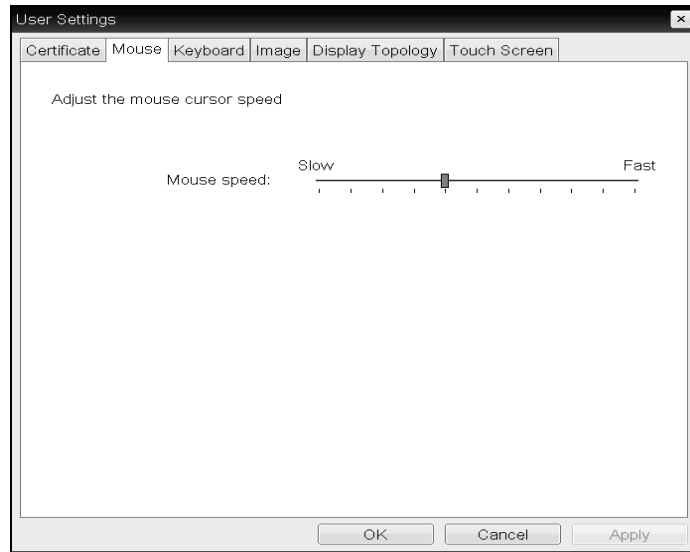 User Settings
Certificate Mouse Keyboard Image Display Topology Touch Screen
Adjust the mouse cursor speed
Slow Fast
Mouse speed:
OK Cancel Apply